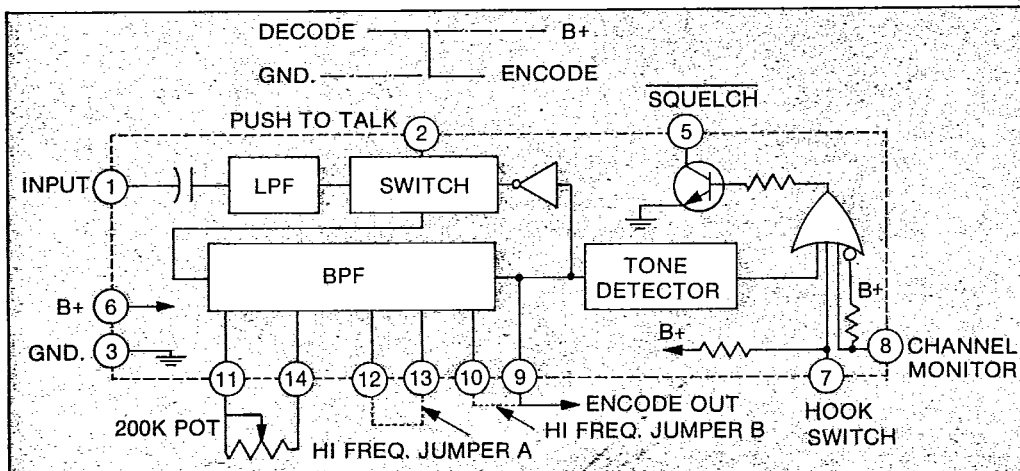 DECODE B+
GND. ENCODE
SQUELCH
PUSH TO TALK 2 5
INPUT 1 LPF SWITCH
BPF TONE DETECTOR
B+ 6
B+
B+
GND. 3
8 CHANNEL MONITOR
11 14 12 13 10 9 7
ENCODE OUT
200K POT
HI FREQ. JUMPER A
HI FREQ. JUMPER B
HOOK SWITCH